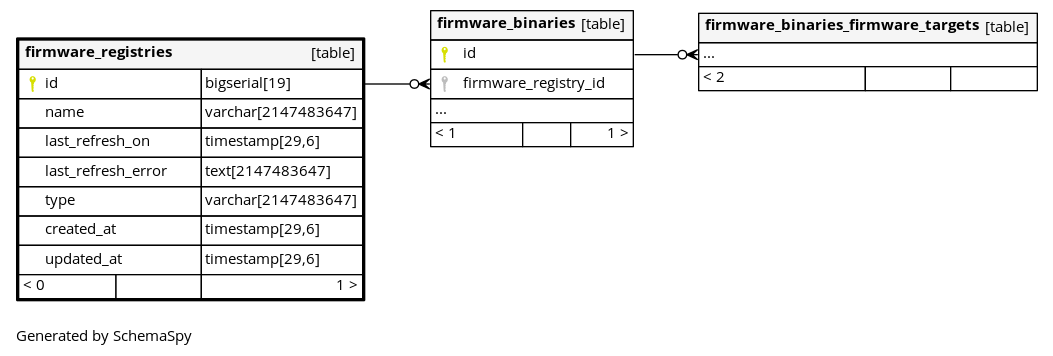 firmware_registries [table]
id bigserial[19]
name varchar[2147483647]
last_refresh_on timestamp[29,6]
last_refresh_error text[2147483647]
type varchar[2147483647]
created_at timestamp[29,6]
updated_at timestamp[29,6]
< 0 1 >
firmware_binaries [table]
id
firmware_registry_id
...
< 1 1 >
firmware_binaries_firmware_targets [table]
...
< 2
Generated by SchemaSpy